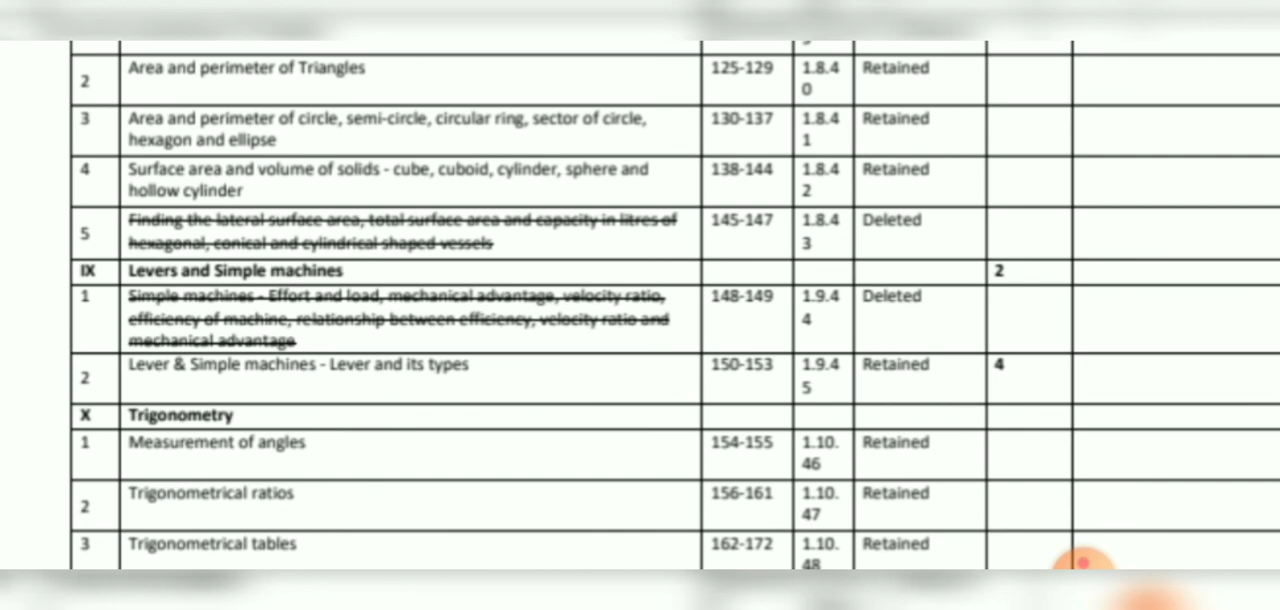 2 Area and perimeter of Triangles 125-129 1.8.4 Retained
0
3 Area and perimeter of circle, semi-circle, circular ring, sector of circle, 130-137 1.8.4 Retained
hexagon and ellipse 1
4 Surface area and volume of solids - cube, cuboid, cylinder, sphere and 138-144 1.8.4 Retained
hollow cylinder 2
5 Finding the lateral surface area, total surface area and capacity in litres of 145-147 1.8.4 Deleted
hexagonal, conical and cylindrical shaped vessels 3
IX Levers and Simple machines 2
1 Simple machines - Effort and load, mechanical advantage, velocity ratio, 148-149 1.9.4 Deleted
efficiency of machine, relationship between efficiency, velocity ratio and 4
mechanical advantage
2 Lever & Simple machines - Lever and its types 150-153 1.9.4 Retained 4
5
X Trigonometry
1 Measurement of angles 154-155 1.10. Retained
46
2 Trigonometrical ratios 156-161 1.10. Retained
47
3 Trigonometrical tables 162-172 1.10. Retained
48